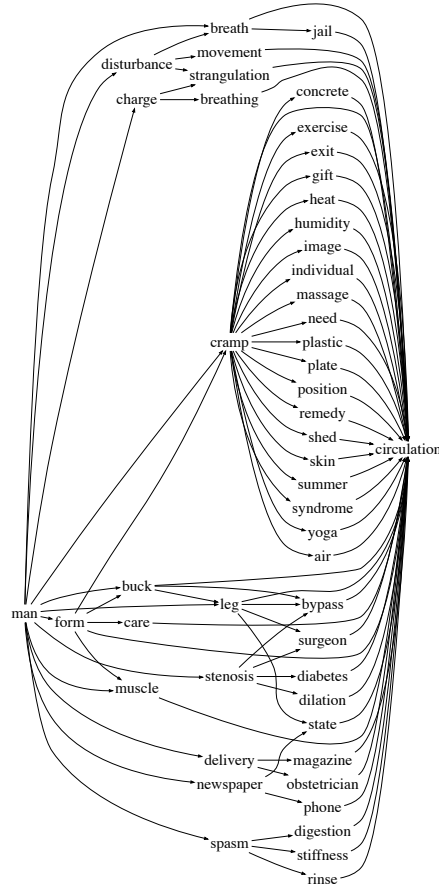 breath
jail
movement
disturbance
strangulation
concrete
charge
breathing
exercise
exit
gift
heat
humidity
image
individual
massage
need
cramp
plastic
plate
position
remedy
shed
circulation
skin
summer
syndrome
yoga
air
buck
leg
bypass
man
form
care
surgeon
stenosis
diabetes
muscle
dilation
state
delivery
magazine
newspaper
obstetrician
phone
digestion
spasm
stiffness
rinse